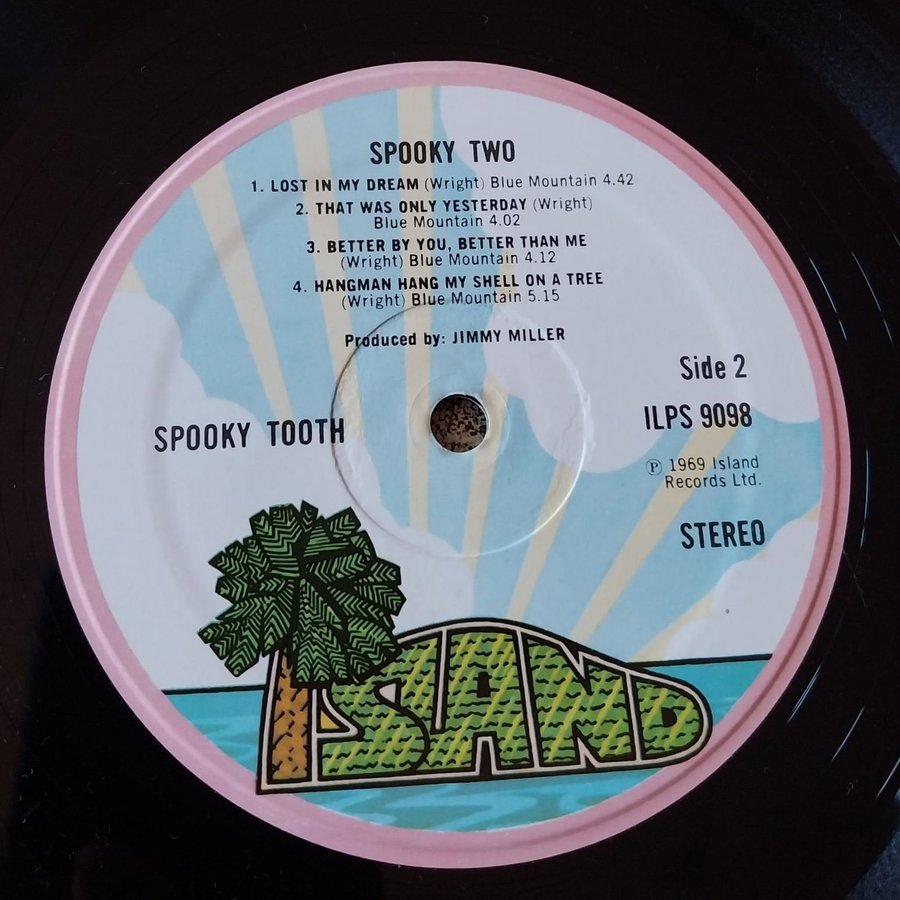 SPOOKY TWO
1. LOST IN MY DREAM (Wright) Blue Mountain 4.42
2. THAT WAS ONLY YESTERDAY (Wright)
Blue Mountain 4.02
3. BETTER BY YOU, BETTER THAN ME
(Wright) Blue Mountain 4.12
4. HANGMAN HANG MY SHELL ON A TREE
(Wright) Blue Mountain 5.15
Produced by: JIMMY MILLER
Side 2
ILPS 9098
SPOOKY TOOTH
℗ 1969 Island
Records Ltd.
STEREO
ISLAND